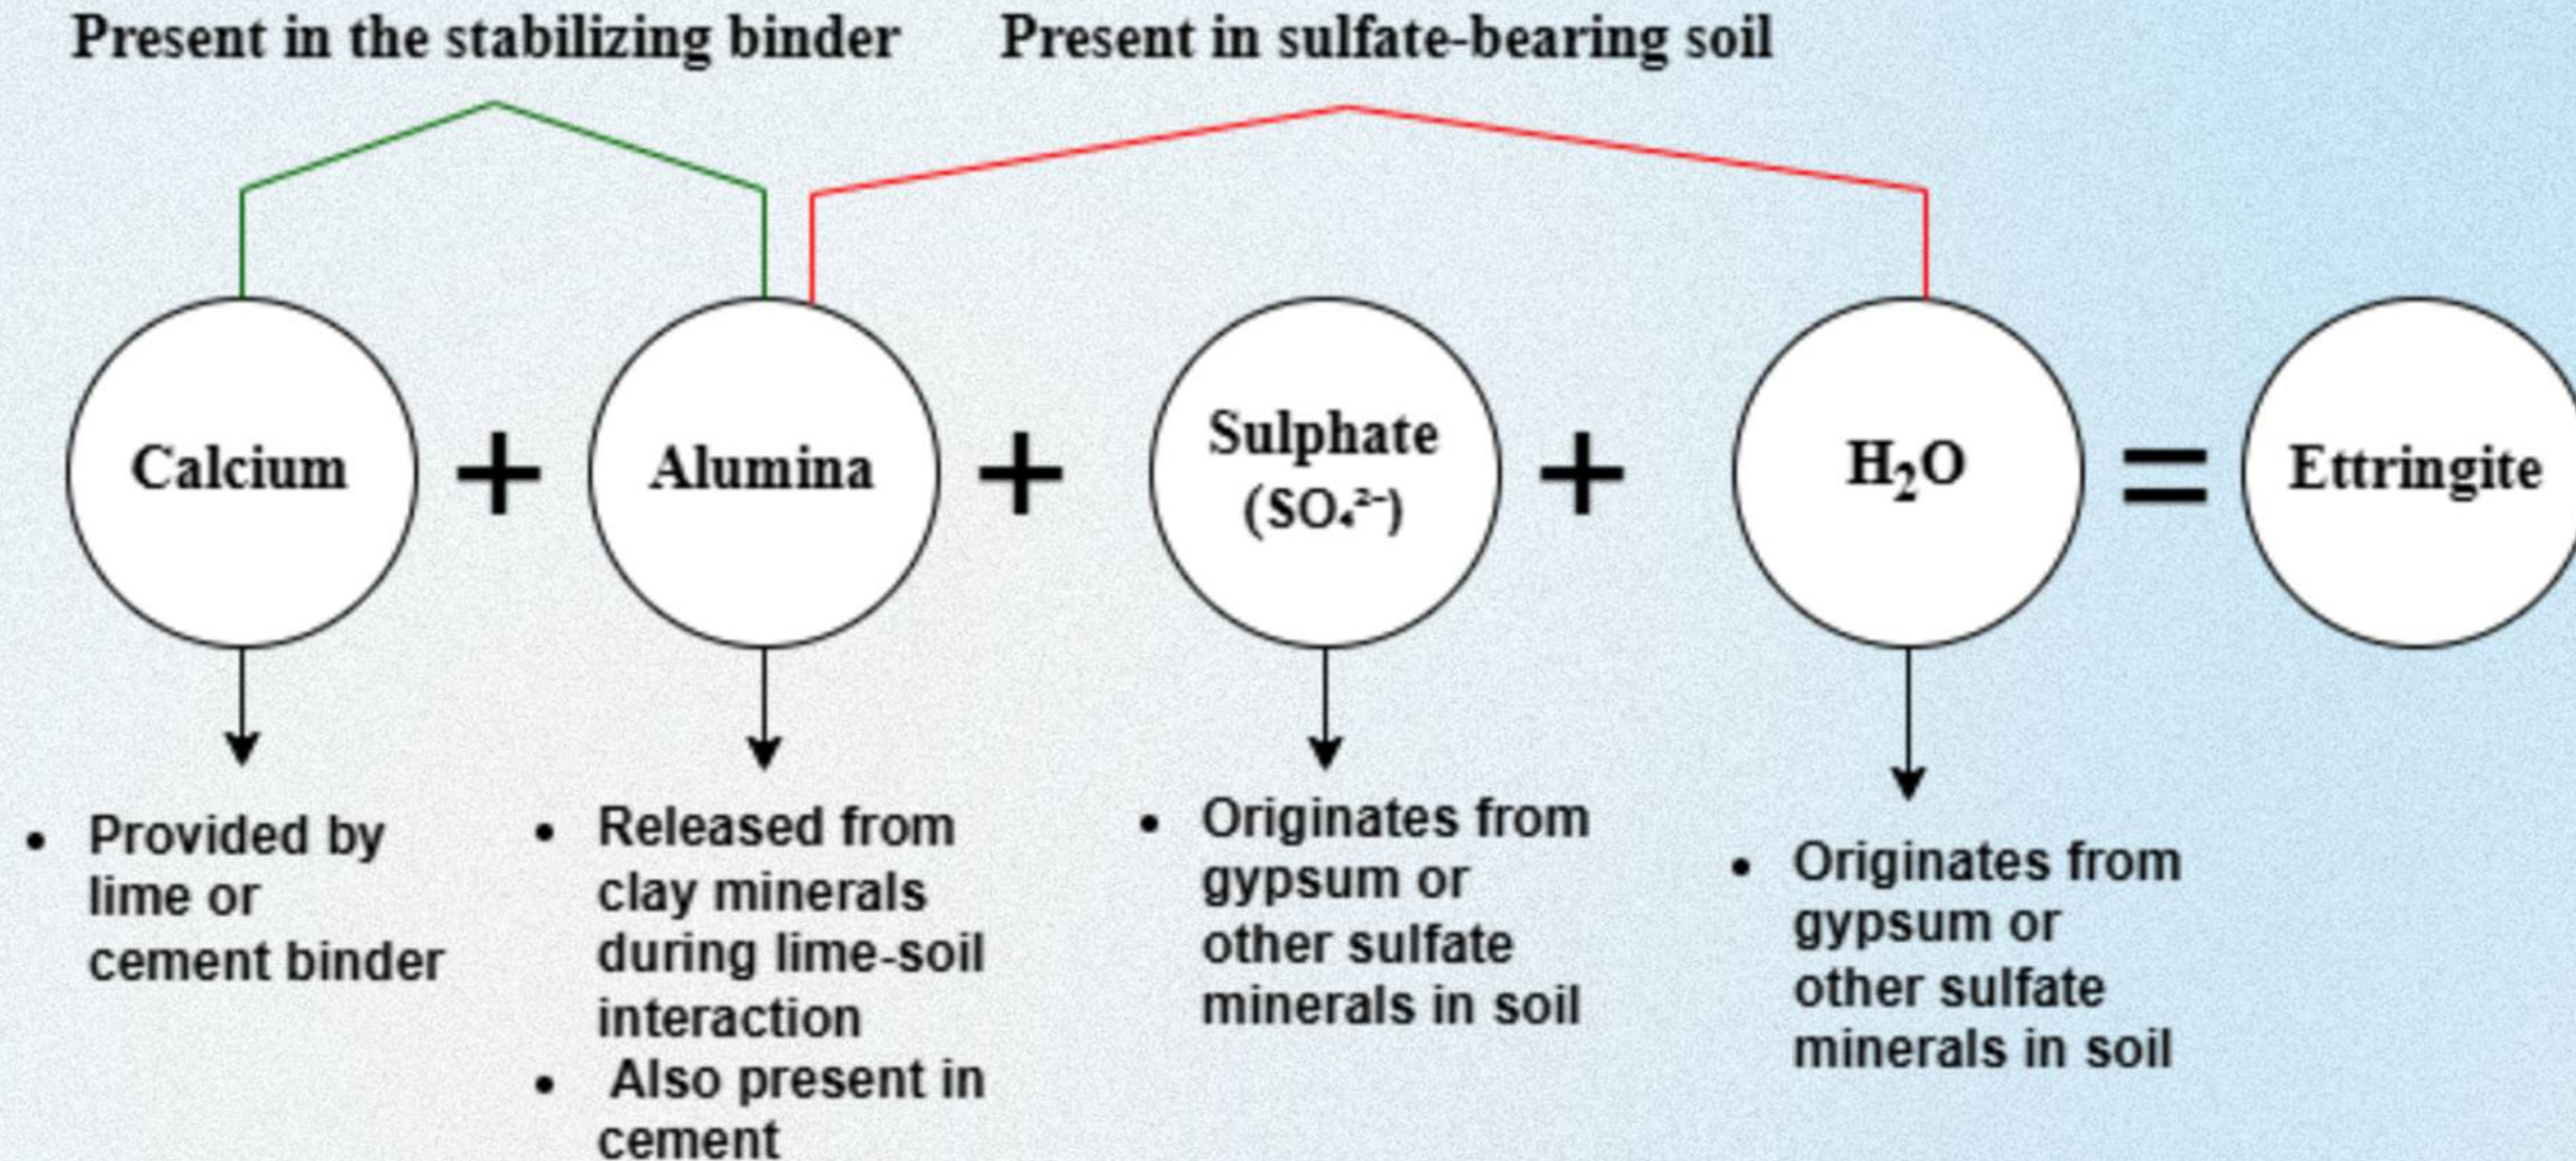 Present in the stabilizing binder
Present in sulfate-bearing soil
Calcium
+
Alumina
+
Sulphate
(SO₄²⁻)
+
H₂O
=
Ettringite
• Provided by
lime or
cement binder
• Released from
clay minerals
during lime-soil
interaction
• Also present in
cement
• Originates from
gypsum or
other sulfate
minerals in soil
• Originates from
gypsum or
other sulfate
minerals in soil